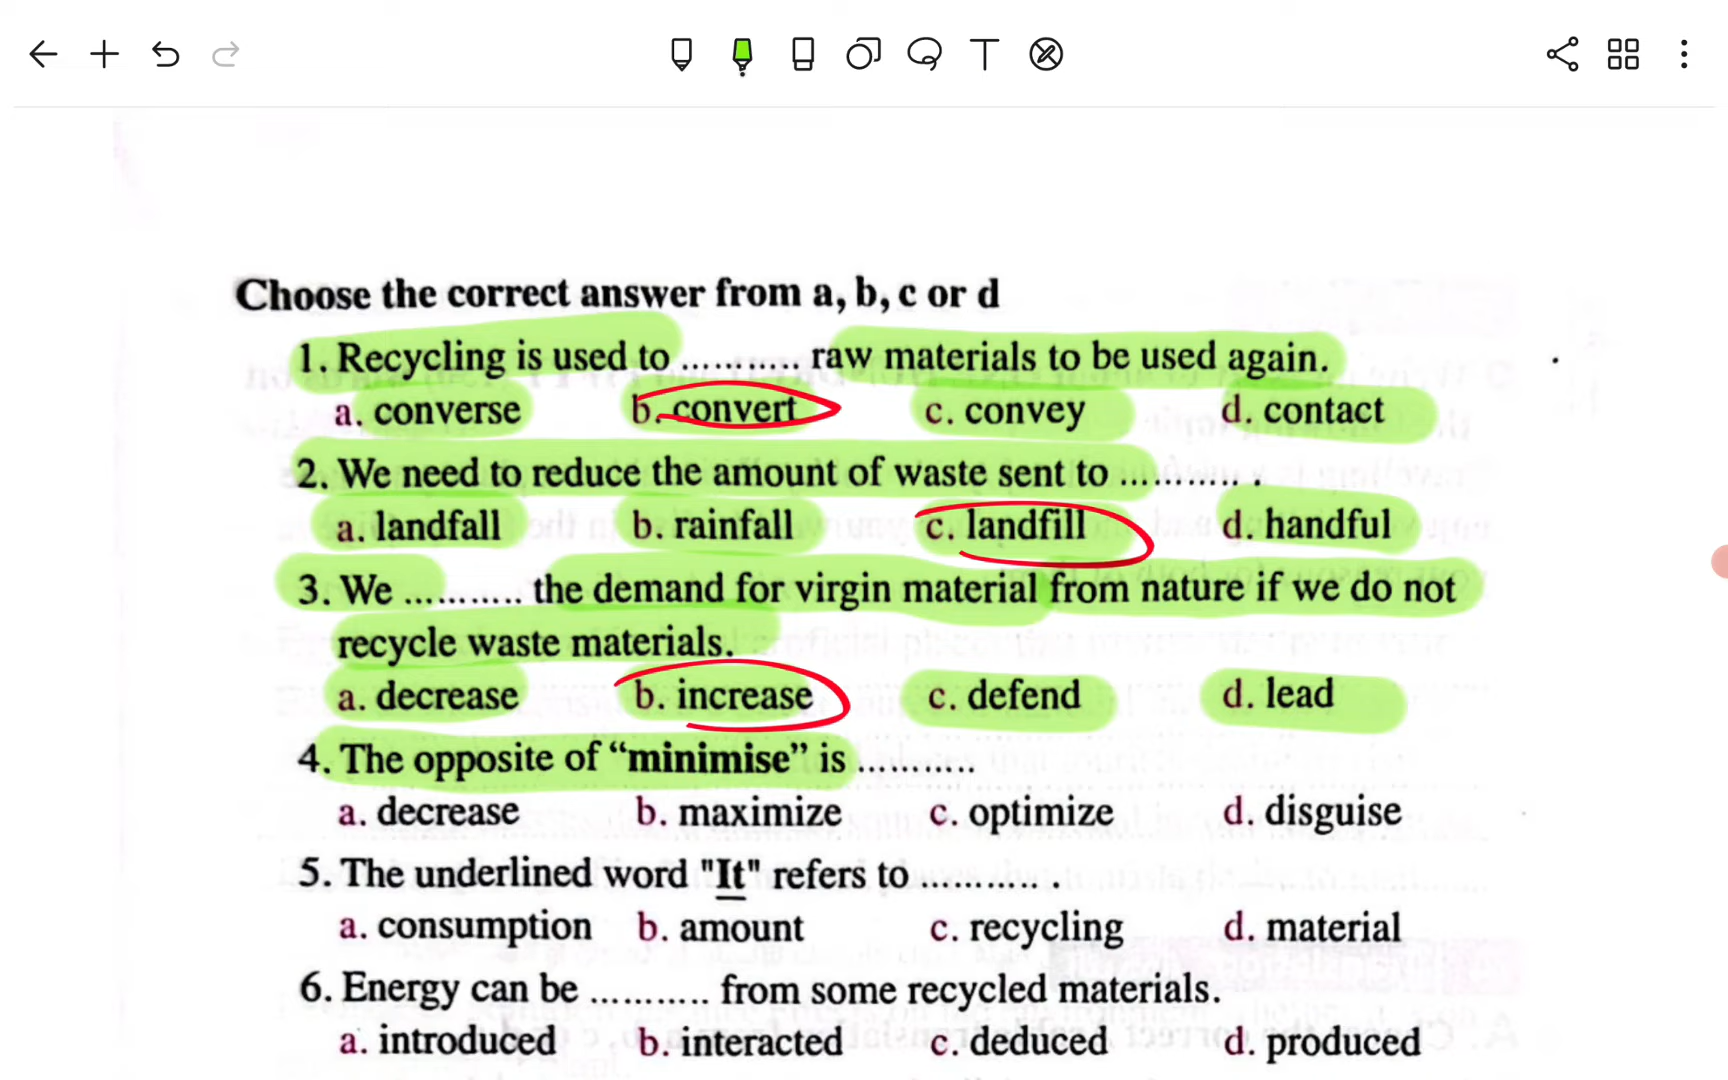 Choose the correct answer from a, b, c or d
1. Recycling is used to ............ raw materials to be used again.
a. converse b. convert c. convey d. contact
2. We need to reduce the amount of waste sent to ............ .
a. landfall b. rainfall c. landfill d. handful
3. We ............ the demand for virgin material from nature if we do not
recycle waste materials.
a. decrease b. increase c. defend d. lead
4. The opposite of “minimise” is ............
a. decrease b. maximize c. optimize d. disguise
5. The underlined word "It" refers to ............ .
a. consumption b. amount c. recycling d. material
6. Energy can be ............ from some recycled materials.
a. introduced b. interacted c. deduced d. produced